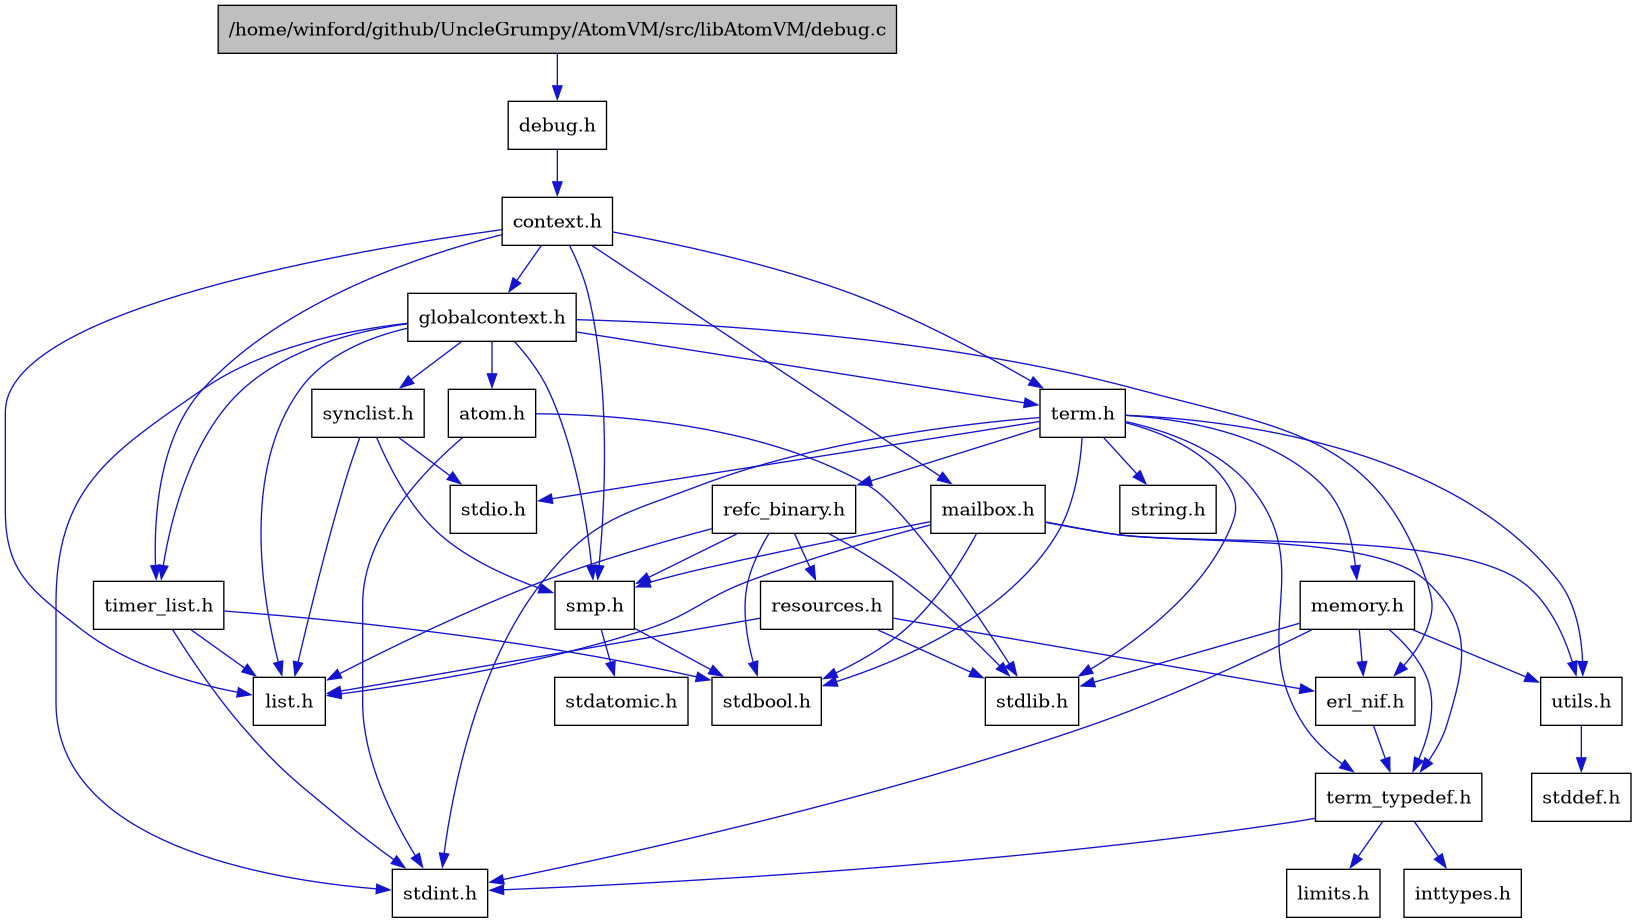 /home/winford/github/UncleGrumpy/AtomVM/src/libAtomVM/debug.c
debug.h
context.h
globalcontext.h
synclist.h
atom.h
term.h
stdio.h
refc_binary.h
mailbox.h
string.h
timer_list.h
smp.h
resources.h
memory.h
list.h
stdatomic.h
stdbool.h
stdlib.h
erl_nif.h
utils.h
term_typedef.h
stddef.h
stdint.h
limits.h
inttypes.h